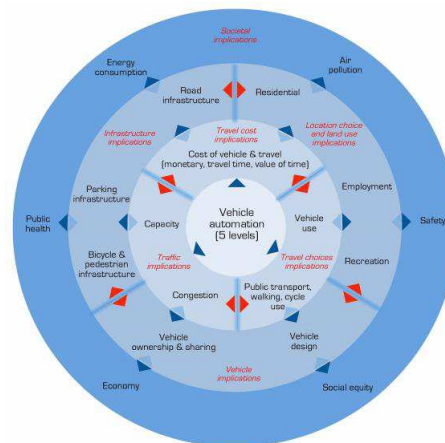 Societal
implications
Energy
consumption
Air
pollution
Road
infrastructure
Residential
Infrastructure
implications
Travel cost
implications
Location choice
and land use
implications
Cost of vehicle & travel
(monetary, travel time, value of time)
Parking
infrastructure
Employment
Public
health
Capacity
Vehicle
automation
(5 levels)
Vehicle
use
Safety
Bicycle &
pedestrien
infrastructure
Traffic
implications
Travel choices
implications
Recreation
Congestion
Public transport,
walking, cycle
use
Vehicle
ownership & sharing
Vehicle
design
Vehicle
implications
Economy
Social equity